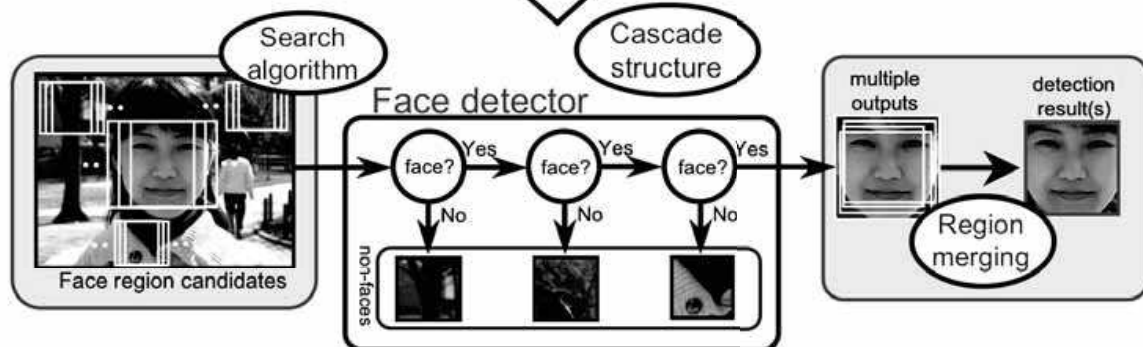 Search
algorithm
Cascade
structure
Face detector
multiple
outputs
detection
result(s)
face?
Yes
face?
Yes
face?
Yes
No
No
No
Face region candidates
non-faces
Region
merging